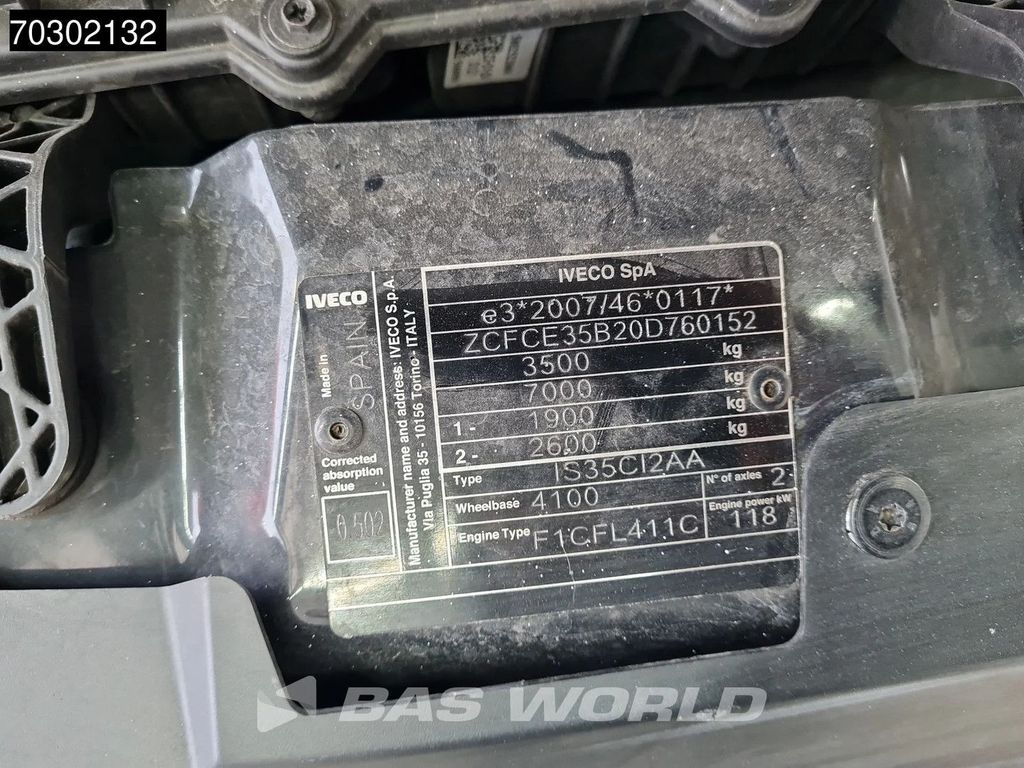 70302132
IVECO
Made in
SPAIN
Corrected
absorption
value
0.502
Manufacturer name and address: IVECO S.p.A.
Via Puglia 35 - 10156 Torino - ITALY
IVECO SpA
e3*2007/46*0117*
ZCFCE35B20D760152
3500 kg
7000 kg
1 - 1900 kg
2 - 2600 kg
Type IS35CI2AA
Wheelbase 4100 N° of axles 2
Engine Type F1CFL411C Engine power kW 118
BAS WORLD